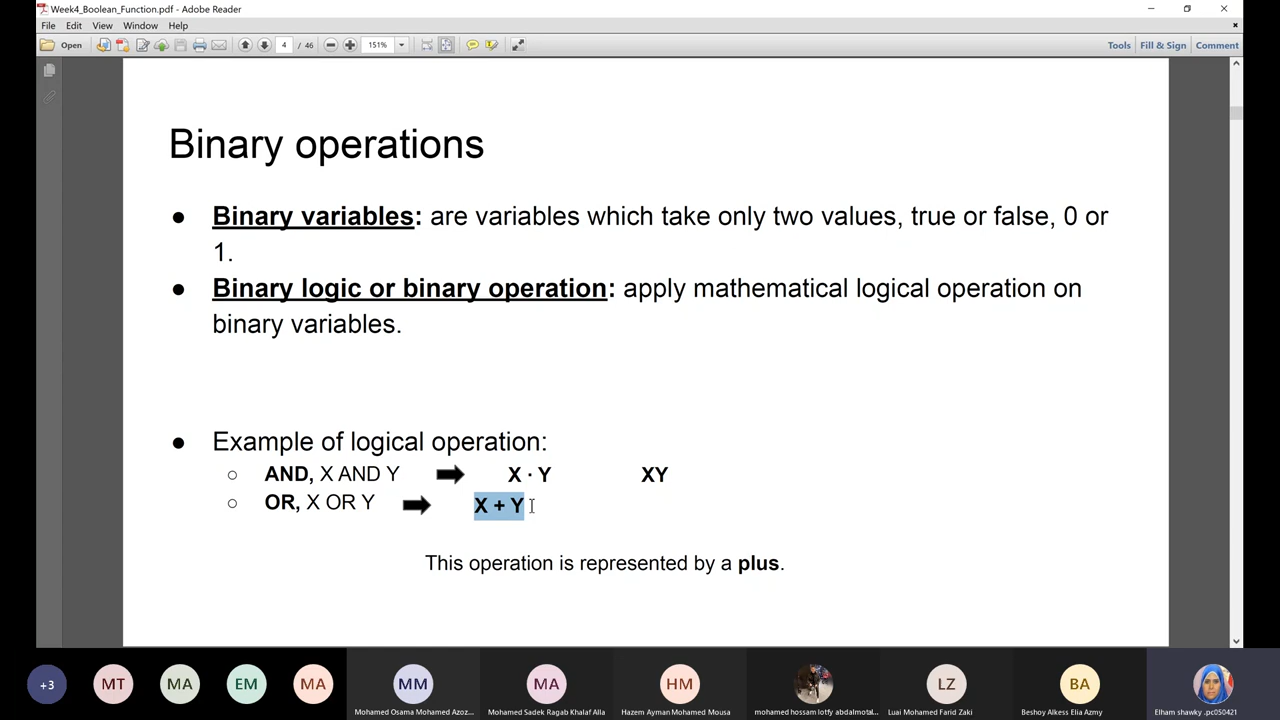 Week4_Boolean_Function.pdf - Adobe Reader
File Edit View Window Help
Open 4 / 46 151% Tools Fill & Sign Comment
Binary operations
● Binary variables: are variables which take only two values, true or false, 0 or
1.
● Binary logic or binary operation: apply mathematical logical operation on
binary variables.
● Example of logical operation:
○ AND, X AND Y X · Y XY
○ OR, X OR Y X + Y
This operation is represented by a plus.
+3 MT MA EM MA MM MA HM LZ BA
Mohamed Osama Mohamed Azoz... Mohamed Sadek Ragab Khalaf Alla Hazem Ayman Mohamed Mousa mohamed hossam lotfy abdalmotal... Luai Mohamed Farid Zaki Beshoy Alkess Elia Azmy Elham shawky .pc050421